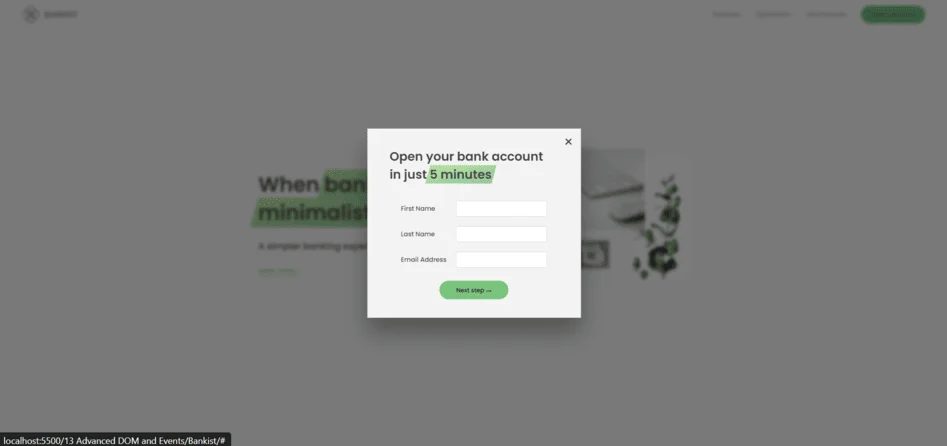 BANKIST
When ban
minimalist
A simpler banking expe
×
Open your bank account
in just 5 minutes
First Name
Last Name
Email Address
Next step →
localhost:5500/13 Advanced DOM and Events/Bankist/#